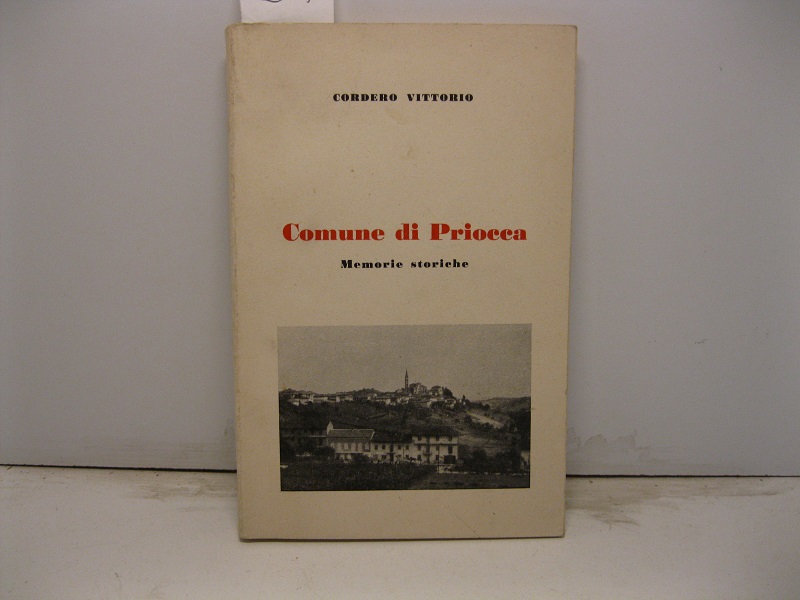 CORDERO VITTORIO
Comune di Priocca
Memorie storiche